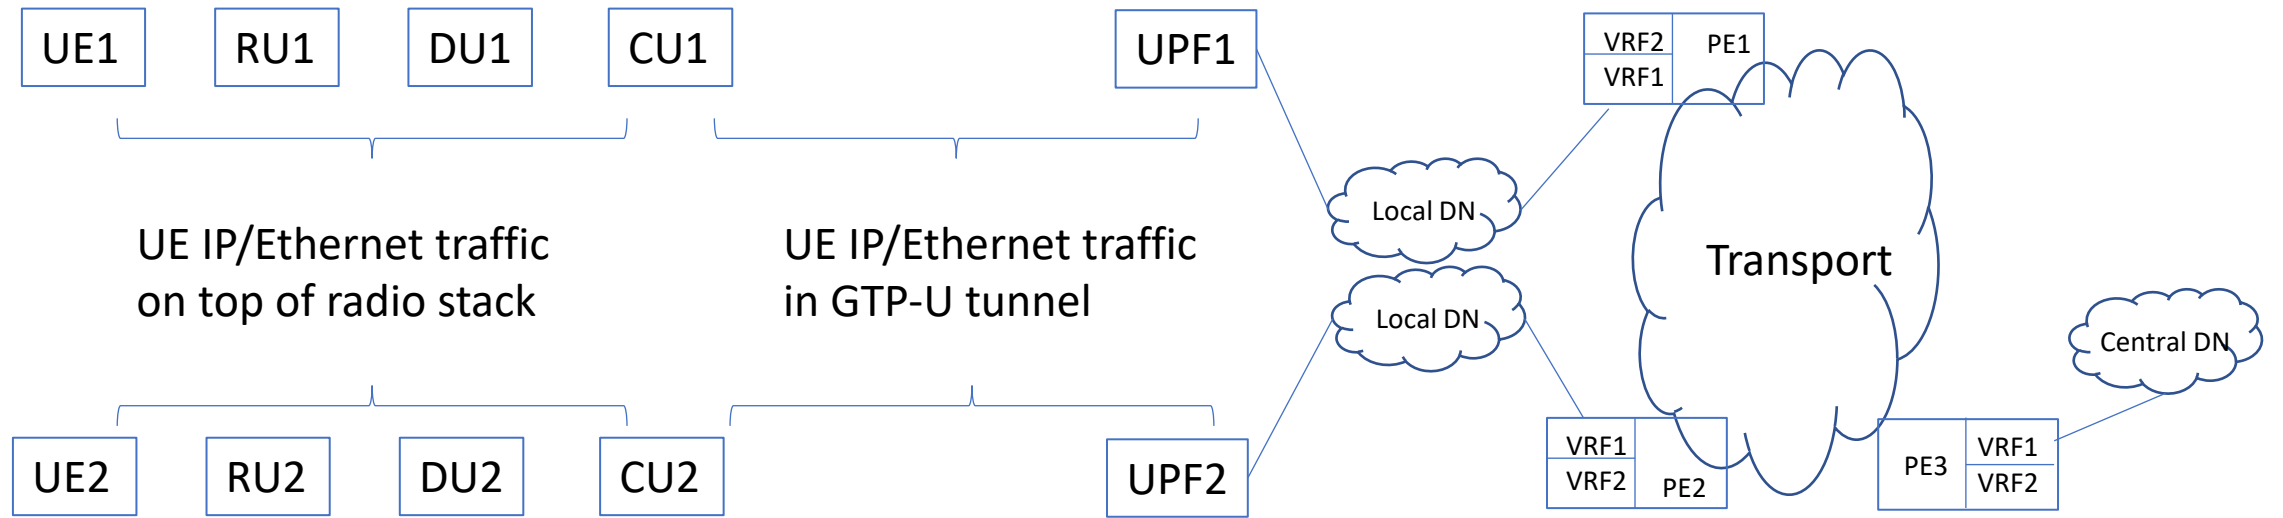 UE1
RU1
DU1
CU1
UPF1
VRF2
PE1
VRF1
Local DN
UE IP/Ethernet traffic
on top of radio stack
UE IP/Ethernet traffic
in GTP-U tunnel
Transport
Local DN
Central DN
UE2
RU2
DU2
CU2
UPF2
VRF1
VRF2
PE2
PE3
VRF1
VRF2